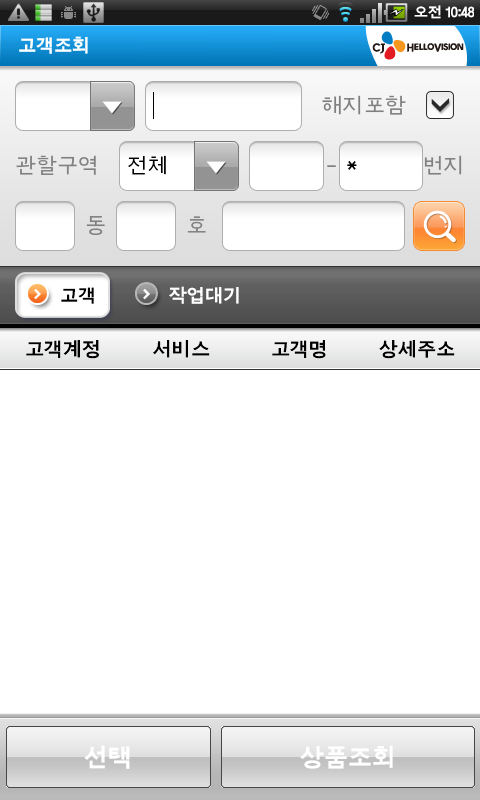 오전 10:48
고객조회
CJ HELLOVISION
해지포함
관할구역 전체 - * 번지
동 호
고객 작업대기
고객계정 서비스 고객명 상세주소
선택 상품조회